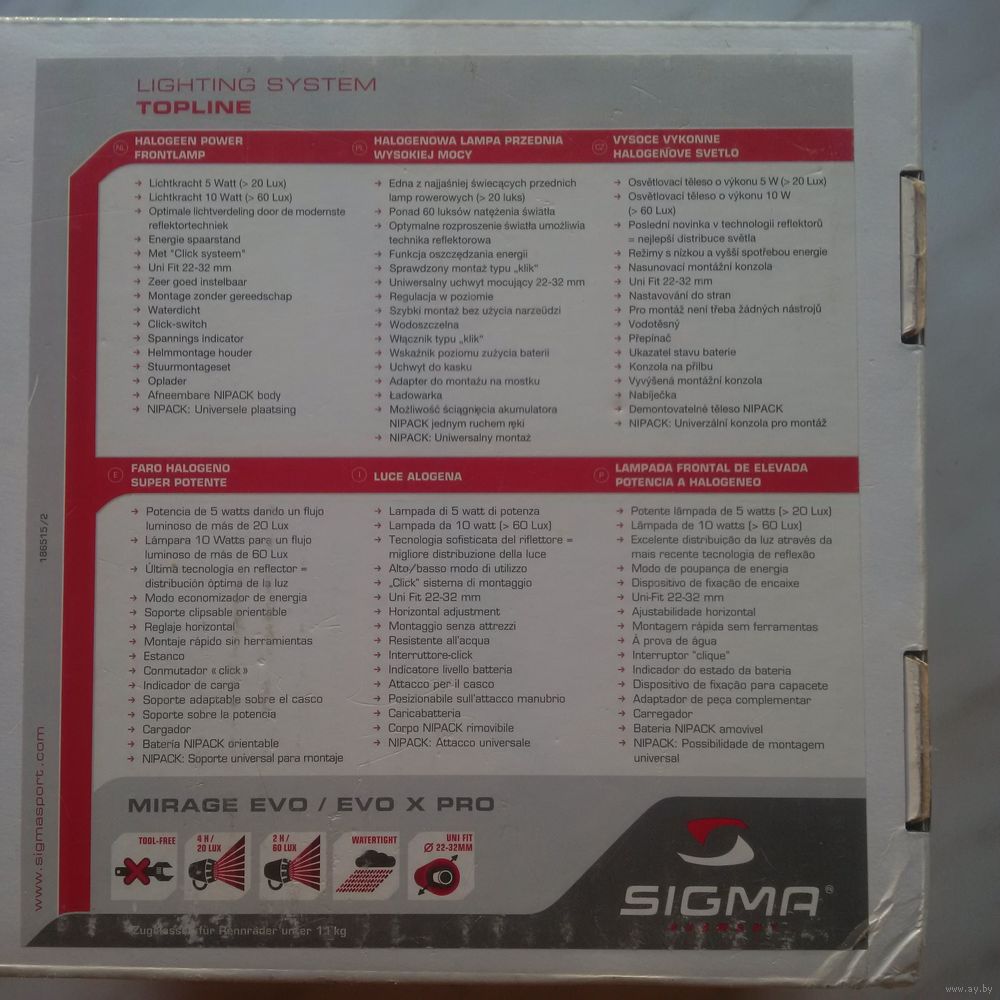 LIGHTING SYSTEM
TOPLINE
NL
HALOGEEN POWER
FRONTLAMP
→ Lichtkracht 5 Watt (> 20 Lux)
→ Lichtkracht 10 Watt (> 60 Lux)
→ Optimale lichtverdeling door de modernste
reflektortechniek
→ Energie spaarstand
→ Met "Click systeem"
→ Uni Fit 22-32 mm
→ Zeer goed instelbaar
→ Montage zonder gereedschap
→ Waterdicht
→ Click-switch
→ Spannings indicator
→ Helmmontage houder
→ Stuurmontageset
→ Oplader
→ Afneembare NIPACK body
→ NIPACK: Universele plaatsing
PL
HALOGENOWA LAMPA PRZEDNIA
WYSOKIEJ MOCY
→ Edna z najjaśniej świecących przednich
lamp rowerowych (> 20 luks)
→ Ponad 60 luksów natężenia światła
→ Optymalne rozproszenie światła umożliwia
technika reflektorowa
→ Funkcja oszczędzania energii
→ Sprawdzony montaż typu „klik"
→ Uniwersalny uchwyt mocujący 22-32 mm
→ Regulacja w poziomie
→ Szybki montaż bez użycia narzeüdzi
→ Wodoszczelna
→ Włącznik typu „klik"
→ Wskaźnik poziomu zużycia baterii
→ Uchwyt do kasku
→ Adapter do montażu na mostku
→ Ładowarka
→ Możliwość ściągnięcia akumulatora
NIPACK jednym ruchem ręki
→ NIPACK: Uniwersalny montaż
CZ
VYSOCE VYKONNE
HALOGEŇOVE SVETLO
→ Osvětlovací těleso o výkonu 5 W (> 20 Lux)
→ Osvětlovací těleso o výkonu 10 W
(> 60 Lux)
→ Poslední novinka v technologii reflektorů
= nejlepší distribuce světla
→ Režimy s nízkou a vyšší spotřebou energie
→ Nasunovací montážní konzola
→ Uni Fit 22-32 mm
→ Nastavování do stran
→ Pro montáž není třeba žádných nástrojů
→ Vodotěsný
→ Přepínač
→ Ukazatel stavu baterie
→ Konzola na přilbu
→ Vyvýšená montážní konzola
→ Nabíječka
→ Demontovatelné těleso NIPACK
→ NIPACK: Univerzální konzola pro montáž
E
FARO HALOGENO
SUPER POTENTE
→ Potencia de 5 watts dando un flujo
luminoso de más de 20 Lux
→ Lámpara 10 Watts para un flujo
luminoso de más de 60 Lux
→ Última tecnologia en reflector =
distribución óptima de la luz
→ Modo economizador de energía
→ Soporte clipsable orientable
→ Reglaje horizontal
→ Montaje rápido sin herramientas
→ Estanco
→ Conmutador « click »
→ Indicador de carga
→ Soporte adaptable sobre el casco
→ Soporte sobre la potencia
→ Cargador
→ Batería NIPACK orientable
→ NIPACK: Soporte universal para montaje
I
LUCE ALOGENA
→ Lampada di 5 watt di potenza
→ Lampada da 10 watt (> 60 Lux)
→ Tecnologia sofisticata del riflettore =
migliore distribuzione della luce
→ Alto/basso modo di utilizzo
→ „Click" sistema di montaggio
→ Uni Fit 22-32 mm
→ Horizontal adjustment
→ Montaggio senza attrezzi
→ Resistente all'acqua
→ Interruttore-click
→ Indicatore livello batteria
→ Attacco per il casco
→ Posizionabile sull'attacco manubrio
→ Caricabatteria
→ Corpo NIPACK rimovibile
→ NIPACK: Attacco universale
P
LAMPADA FRONTAL DE ELEVADA
POTENCIA A HALOGENEO
→ Potente lâmpada de 5 watts (> 20 Lux)
→ Lâmpada de 10 watts (> 60 Lux)
→ Excelente distribuição da luz através da
mais recente tecnologia de reflexão
→ Modo de poupança de energia
→ Dispositivo de fixação de encaixe
→ Uni-Fit 22-32 mm
→ Ajustabilidade horizontal
→ Montagem rápida sem ferramentas
→ À prova de água
→ Interruptor "clique"
→ Indicador do estado da bateria
→ Dispositivo de fixação para capacete
→ Adaptador de peça complementar
→ Carregador
→ Bateria NIPACK amovível
→ NIPACK: Possibilidade de montagem
universal
186515/2
www.sigmasport.com
MIRAGE EVO / EVO X PRO
TOOL-FREE
4 H /
20 LUX
2 H /
60 LUX
WATERTIGHT
UNI FIT
Ø 22-32MM
SIGMA®
Zugelassen für Rennräder unter 11 kg
www.ay.by